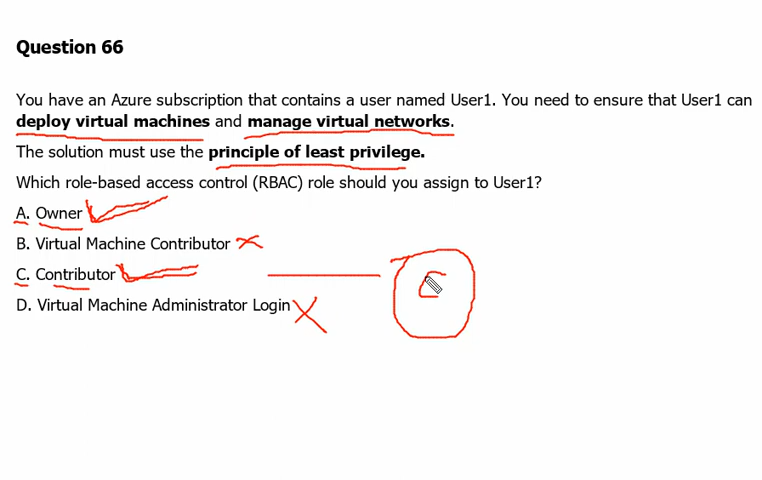 Question 66
You have an Azure subscription that contains a user named User1. You need to ensure that User1 can
deploy virtual machines and manage virtual networks.
The solution must use the principle of least privilege.
Which role-based access control (RBAC) role should you assign to User1?
A. Owner
B. Virtual Machine Contributor
C. Contributor
D. Virtual Machine Administrator Login